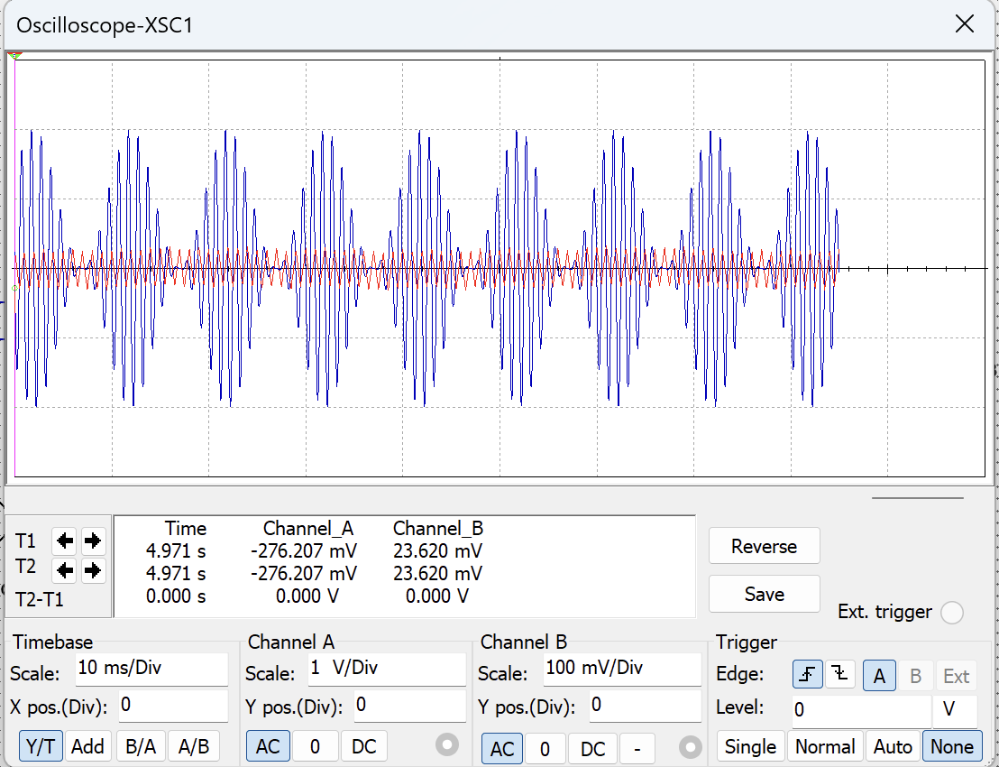 Oscilloscope-XSC1
Time Channel_A Channel_B
T1 4.971 s -276.207 mV 23.620 mV
T2 4.971 s -276.207 mV 23.620 mV
T2-T1 0.000 s 0.000 V 0.000 V
Reverse
Save
Ext. trigger
Timebase
Scale: 10 ms/Div
X pos.(Div): 0
Y/T Add B/A A/B
Channel A
Scale: 1 V/Div
Y pos.(Div): 0
AC 0 DC
Channel B
Scale: 100 mV/Div
Y pos.(Div): 0
AC 0 DC -
Trigger
Edge: A B Ext
Level: 0 V
Single Normal Auto None